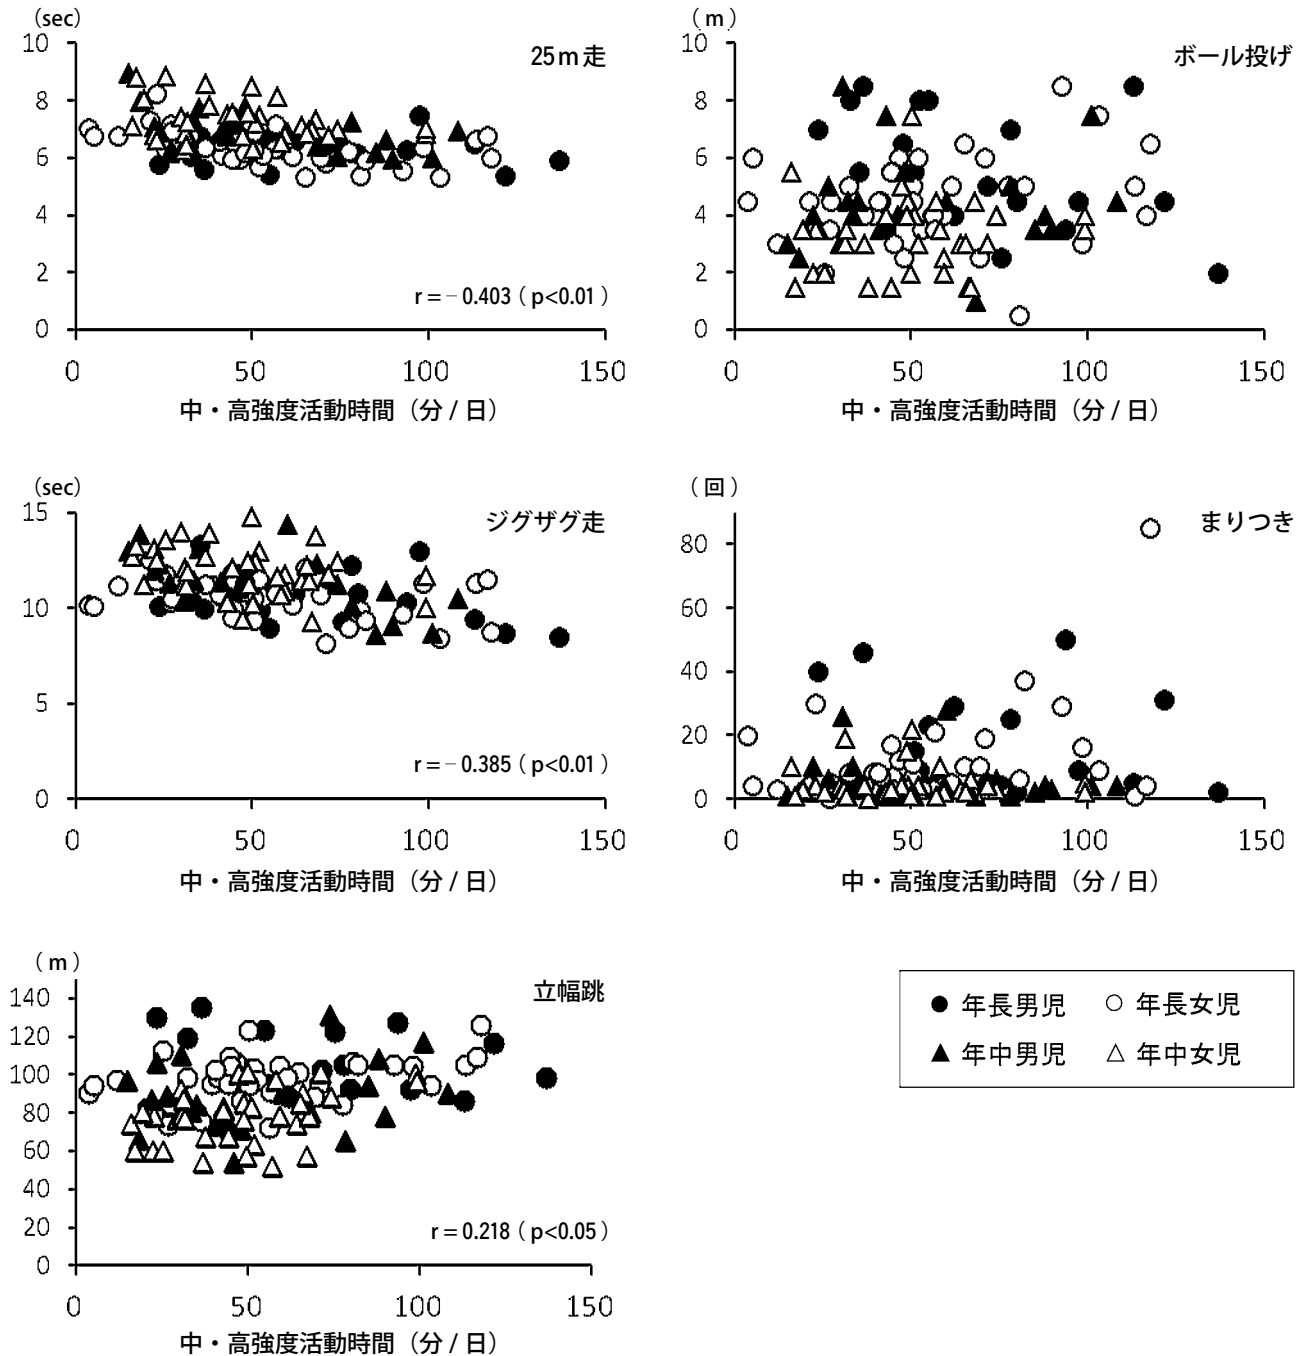 (sec)
25m走
10
8
6
4
2
0
r=−0.403(p<0.01)
0 50 100 150
中・高強度活動時間（分/日）
(m)
ボール投げ
10
8
6
4
2
0
0 50 100 150
中・高強度活動時間（分/日）
(sec)
ジグザグ走
15
10
5
0
r=−0.385(p<0.01)
0 50 100 150
中・高強度活動時間（分/日）
(回)
まりつき
80
60
40
20
0
0 50 100 150
中・高強度活動時間（分/日）
(m)
立幅跳
140
120
100
80
60
40
20
0
r=0.218(p<0.05)
0 50 100 150
中・高強度活動時間（分/日）
● 年長男児 ○ 年長女児
▲ 年中男児 △ 年中女児